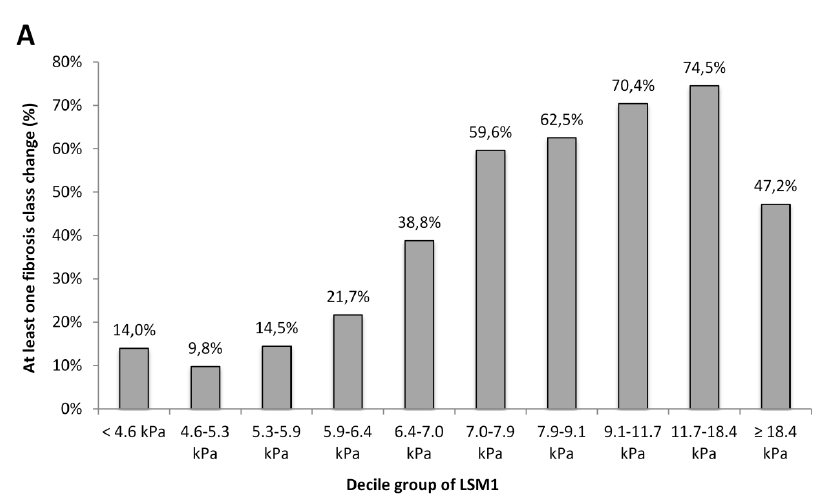 A
At least one fibrosis class change (%)
80%
70%
60%
50%
40%
30%
20%
10%
0%
14,0%
9,8%
14,5%
21,7%
38,8%
59,6%
62,5%
70,4%
74,5%
47,2%
< 4.6 kPa
4.6-5.3
kPa
5.3-5.9
kPa
5.9-6.4
kPa
6.4-7.0
kPa
7.0-7.9
kPa
7.9-9.1
kPa
9.1-11.7
kPa
11.7-18.4
kPa
≥ 18.4
kPa
Decile group of LSM1